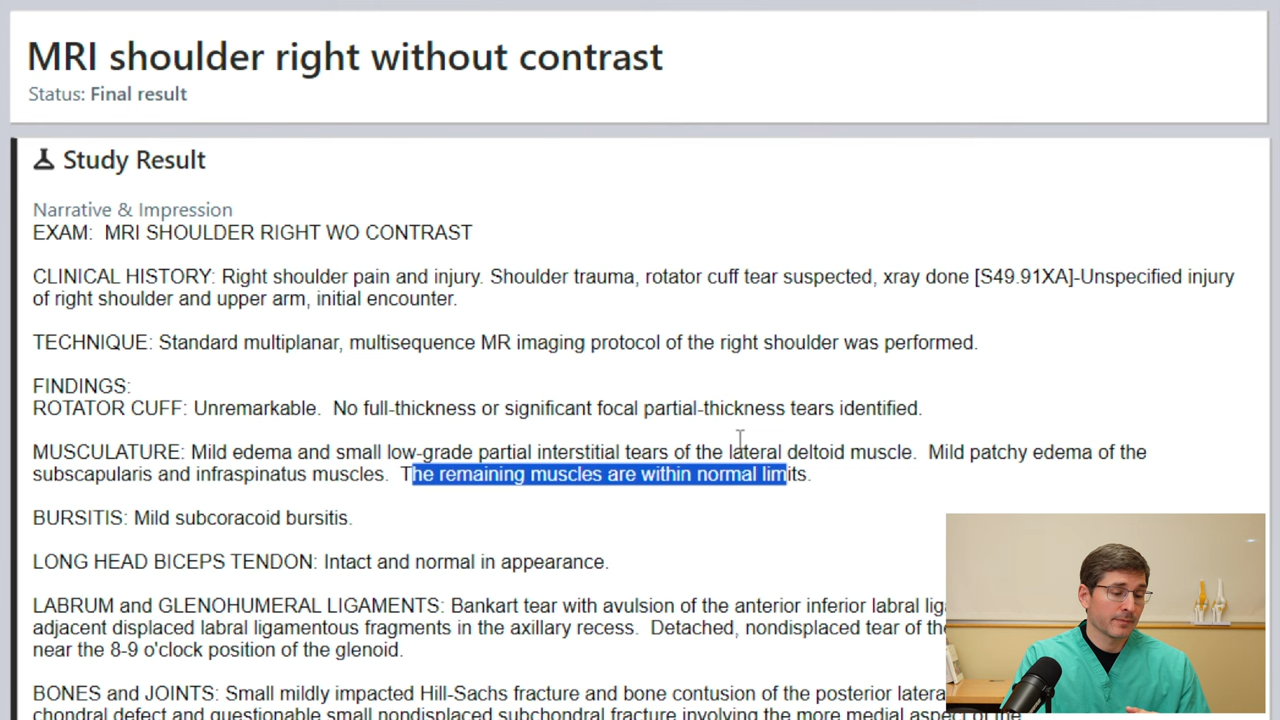 MRI shoulder right without contrast
Status: Final result
Study Result
Narrative & Impression
EXAM:  MRI SHOULDER RIGHT WO CONTRAST
CLINICAL HISTORY: Right shoulder pain and injury. Shoulder trauma, rotator cuff tear suspected, xray done [S49.91XA]-Unspecified injury
of right shoulder and upper arm, initial encounter.
TECHNIQUE: Standard multiplanar, multisequence MR imaging protocol of the right shoulder was performed.
FINDINGS:
ROTATOR CUFF: Unremarkable.  No full-thickness or significant focal partial-thickness tears identified.
MUSCULATURE: Mild edema and small low-grade partial interstitial tears of the lateral deltoid muscle.  Mild patchy edema of the
subscapularis and infraspinatus muscles.  The remaining muscles are within normal limits.
BURSITIS: Mild subcoracoid bursitis.
LONG HEAD BICEPS TENDON: Intact and normal in appearance.
LABRUM and GLENOHUMERAL LIGAMENTS: Bankart tear with avulsion of the anterior inferior labral
adjacent displaced labral ligamentous fragments in the axillary recess.  Detached, nondisplaced tear of
near the 8-9 o'clock position of the glenoid.
BONES and JOINTS: Small mildly impacted Hill-Sachs fracture and bone contusion of the posterior
chondral defect and questionable small nondisplaced subchondral fracture involving the more medial aspect of the